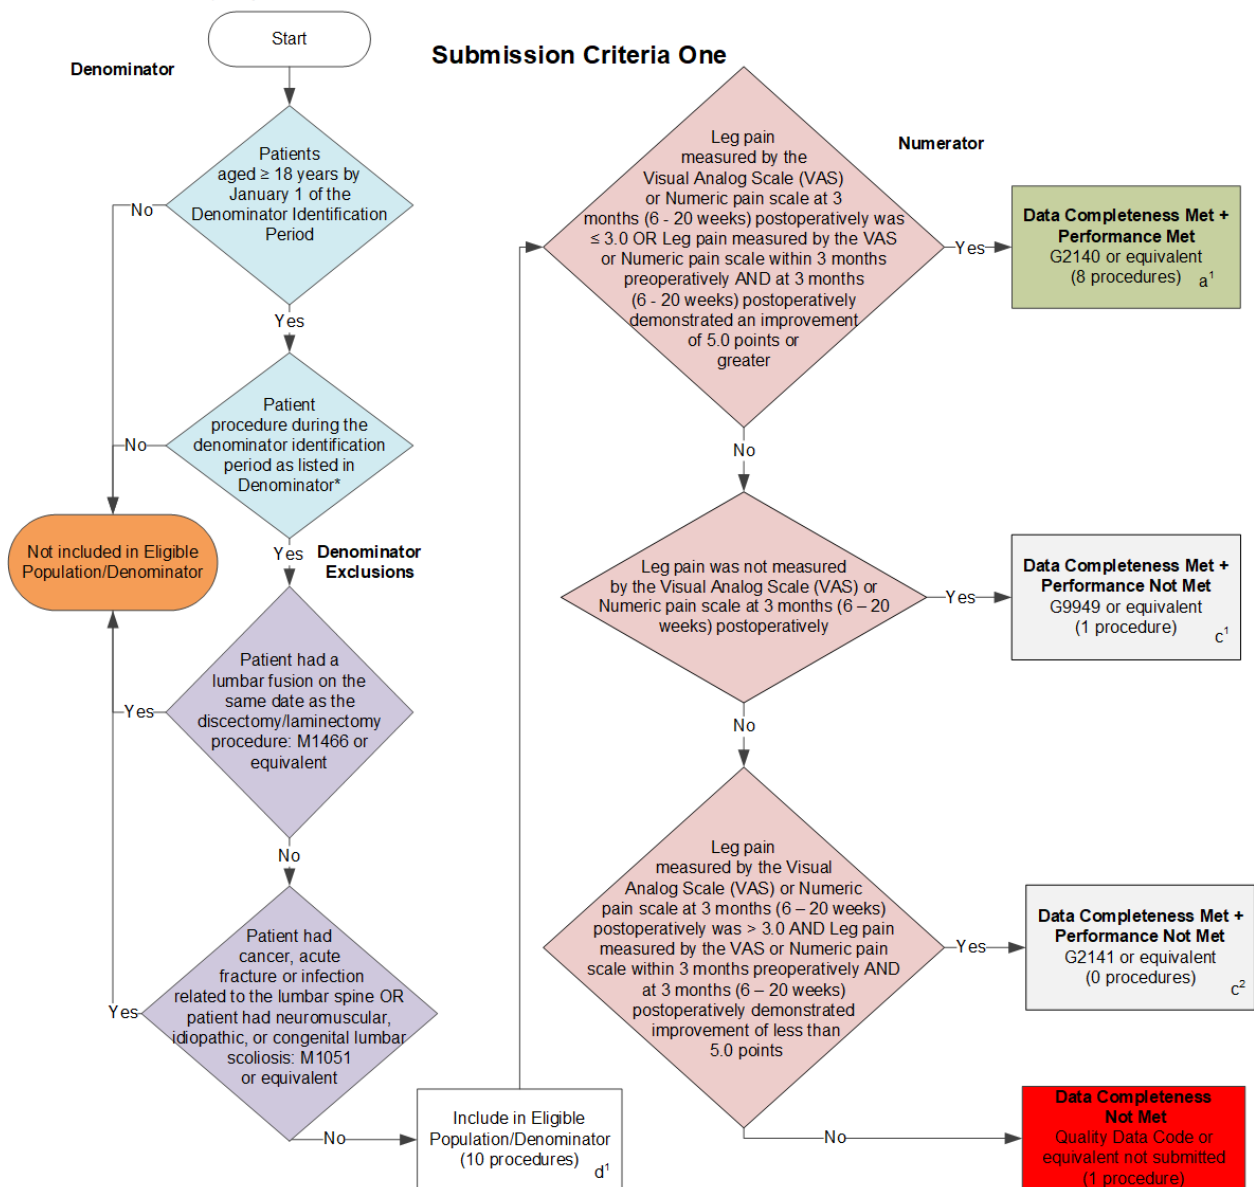 Start
Submission Criteria One
Denominator
Patients
aged ≥ 18 years by
January 1 of the
Denominator Identification
Period
No
Yes
Patient
procedure during the
denominator identification
period as listed in
Denominator*
No
Not included in Eligible
Population/Denominator
Yes
Denominator
Exclusions
Patient had a
lumbar fusion on the
same date as the
discectomy/laminectomy
procedure: M1466 or
equivalent
Yes
No
Patient had
cancer, acute
fracture or infection
related to the lumbar spine OR
patient had neuromuscular,
idiopathic, or congenital lumbar
scoliosis: M1051
or equivalent
Yes
No
Include in Eligible
Population/Denominator
(10 procedures)
d¹
Numerator
Leg pain
measured by the
Visual Analog Scale (VAS)
or Numeric pain scale at 3
months (6 - 20 weeks) postoperatively was
≤ 3.0 OR Leg pain measured by the VAS
or Numeric pain scale within 3 months
preoperatively AND at 3 months
(6 - 20 weeks) postoperatively
demonstrated an improvement
of 5.0 points or
greater
Yes
Data Completeness Met +
Performance Met
G2140 or equivalent
(8 procedures)
a¹
No
Leg pain was not measured
by the Visual Analog Scale (VAS) or
Numeric pain scale at 3 months (6 – 20
weeks) postoperatively
Yes
Data Completeness Met +
Performance Not Met
G9949 or equivalent
(1 procedure)
c¹
No
Leg pain
measured by the Visual
Analog Scale (VAS) or Numeric
pain scale at 3 months (6 – 20 weeks)
postoperatively was > 3.0 AND Leg pain
measured by the VAS or Numeric pain
scale within 3 months preoperatively AND
at 3 months (6 – 20 weeks)
postoperatively demonstrated
improvement of less than
5.0 points
Yes
Data Completeness Met +
Performance Not Met
G2141 or equivalent
(0 procedures)
c²
No
Data Completeness
Not Met
Quality Data Code or
equivalent not submitted
(1 procedure)